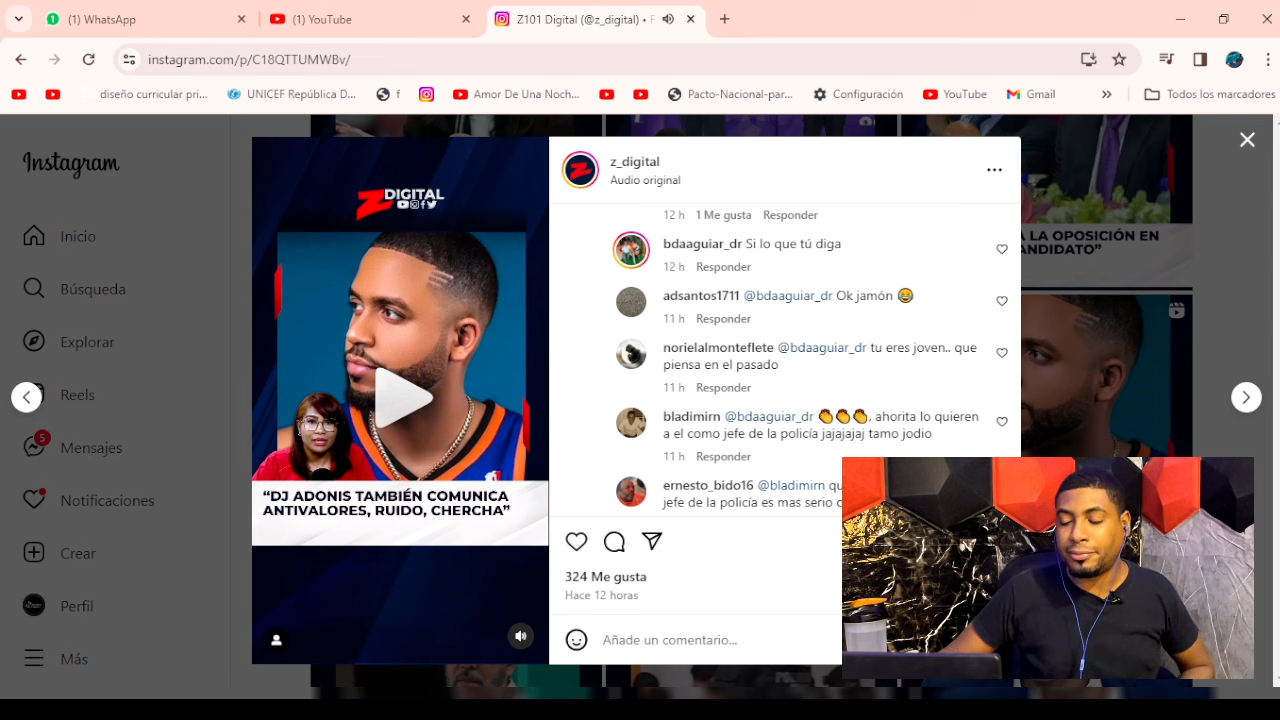 (1) WhatsApp
(1) YouTube
Z101 Digital (@z_digital) • F
instagram.com/p/C18QTTUMWBv/
diseño curricular pri...
UNICEF República D...
f
Amor De Una Noch...
Pacto-Nacional-par...
Configuración
YouTube
Gmail
Todos los marcadores
Instagram
Inicio
Búsqueda
Explorar
Reels
5
Mensajes
Notificaciones
Crear
Perfil
Más
Z DIGITAL
“DJ ADONIS TAMBIÉN COMUNICA
ANTIVALORES, RUIDO, CHERCHA”
z_digital
Audio original
12 h 1 Me gusta Responder
bdaaguiar_dr Si lo que tú diga
12 h Responder
adsantos1711 @bdaaguiar_dr Ok jamón 😂
11 h Responder
norielalmonteflete @bdaaguiar_dr tu eres joven.. que
piensa en el pasado
11 h Responder
bladimirn @bdaaguiar_dr 👏👏👏, ahorita lo quieren
a el como jefe de la policía jajajajaj tamo jodio
11 h Responder
ernesto_bido16 @bladimirn qu
jefe de la policía es mas serio
324 Me gusta
Hace 12 horas
Añade un comentario...
A LA OPOSICIÓN EN
ANDIDATO”